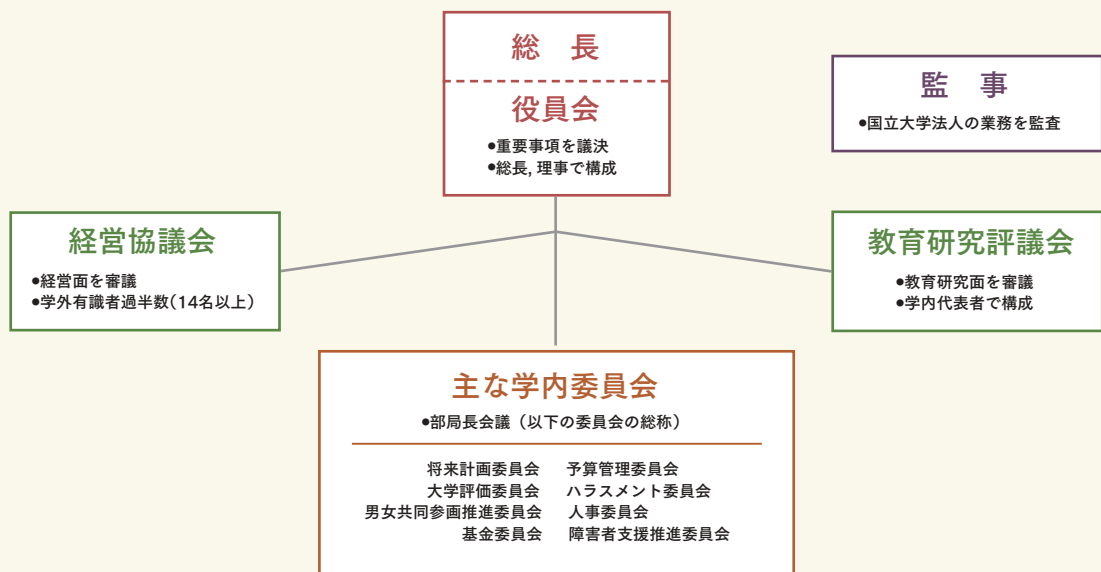 総　長
役員会
●重要事項を議決
●総長, 理事で構成
監　事
●国立大学法人の業務を監査
経営協議会
●経営面を審議
●学外有識者過半数(14名以上)
教育研究評議会
●教育研究面を審議
●学内代表者で構成
主な学内委員会
●部局長会議（以下の委員会の総称）
将来計画委員会　予算管理委員会
大学評価委員会　ハラスメント委員会
男女共同参画推進委員会　人事委員会
基金委員会　障害者支援推進委員会